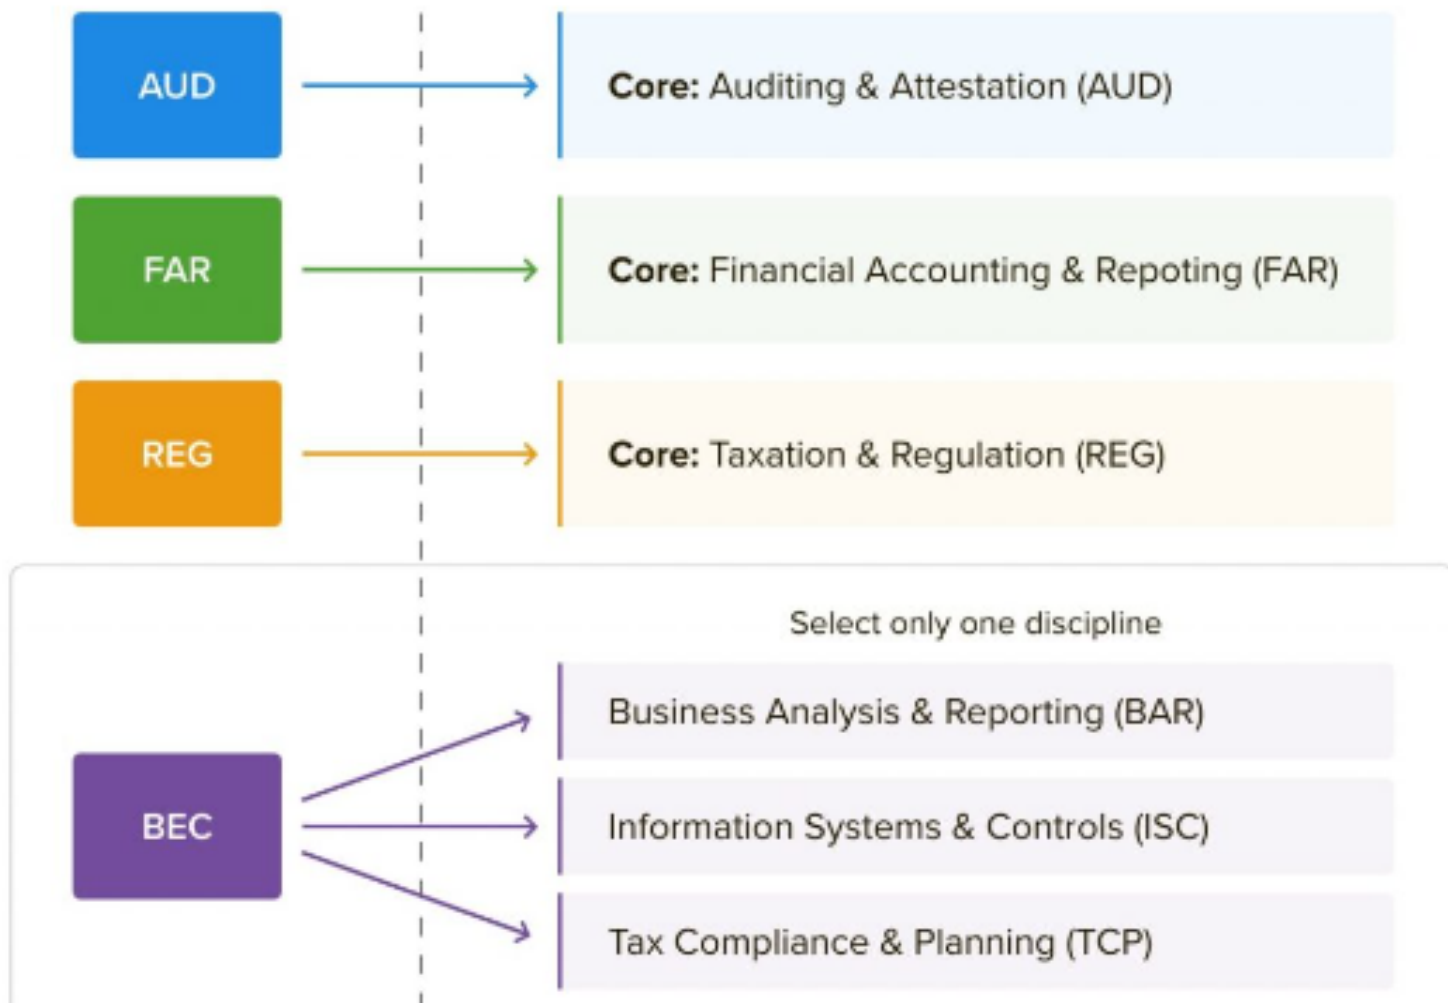 AUD
Core: Auditing & Attestation (AUD)
FAR
Core: Financial Accounting & Repoting (FAR)
REG
Core: Taxation & Regulation (REG)
Select only one discipline
Business Analysis & Reporting (BAR)
BEC
Information Systems & Controls (ISC)
Tax Compliance & Planning (TCP)